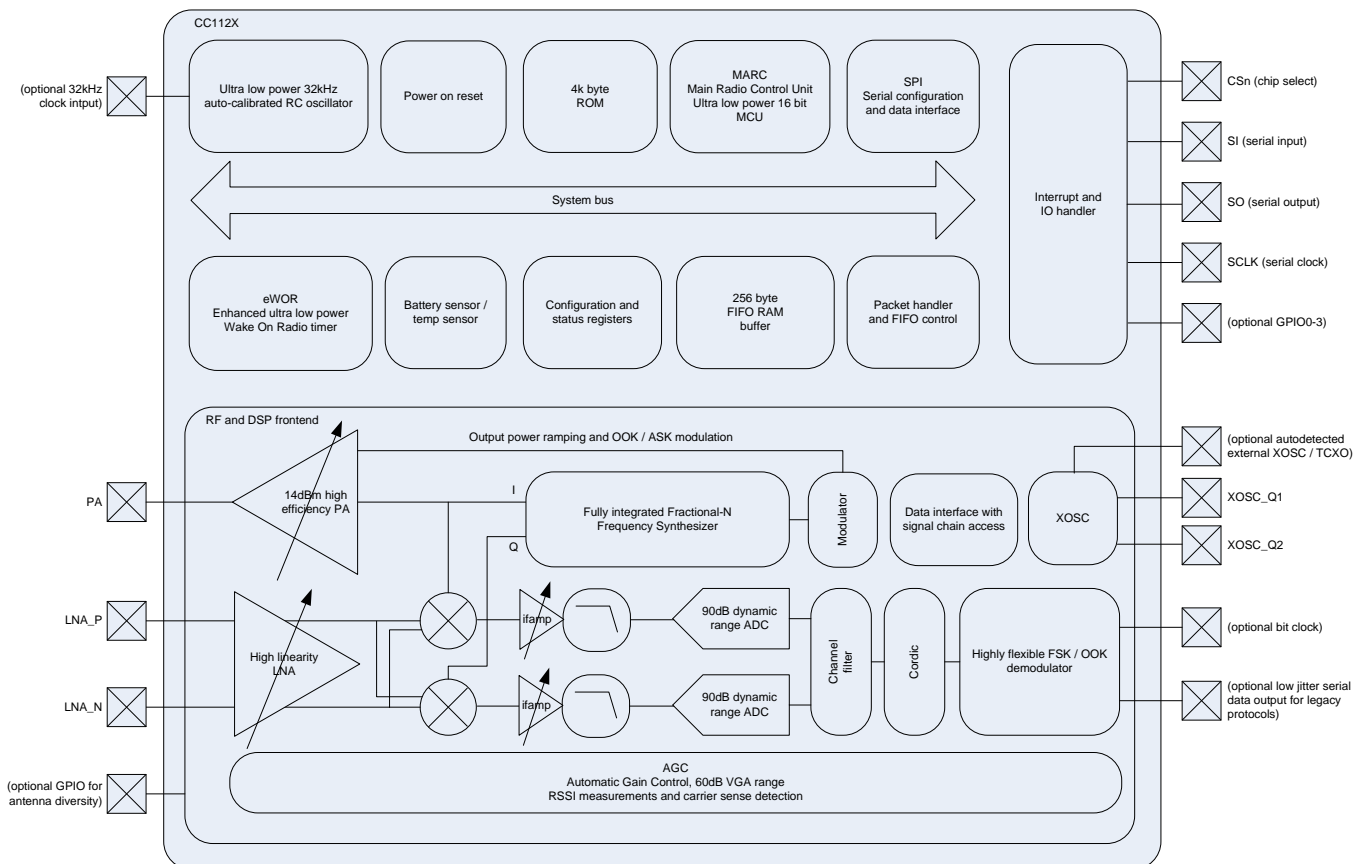 CC112X
(optional 32kHz
clock intput)
Ultra low power 32kHz
auto-calibrated RC oscillator
Power on reset
4k byte
ROM
MARC
Main Radio Control Unit
Ultra low power 16 bit
MCU
SPI
Serial configuration
and data interface
System bus
Interrupt and
IO handler
CSn (chip select)
SI (serial input)
SO (serial output)
SCLK (serial clock)
(optional GPIO0-3)
eWOR
Enhanced ultra low power
Wake On Radio timer
Battery sensor /
temp sensor
Configuration and
status registers
256 byte
FIFO RAM
buffer
Packet handler
and FIFO control
RF and DSP frontend
Output power ramping and OOK / ASK modulation
PA
14dBm high
efficiency PA
I
Q
Fully integrated Fractional-N
Frequency Synthesizer
Modulator
Data interface with
signal chain access
XOSC
(optional autodetected
external XOSC / TCXO)
XOSC_Q1
XOSC_Q2
LNA_P
LNA_N
High linearity
LNA
ifamp
90dB dynamic
range ADC
ifamp
90dB dynamic
range ADC
Channel
filter
Cordic
Highly flexible FSK / OOK
demodulator
(optional bit clock)
(optional low jitter serial
data output for legacy
protocols)
(optional GPIO for
antenna diversity)
AGC
Automatic Gain Control, 60dB VGA range
RSSI measurements and carrier sense detection